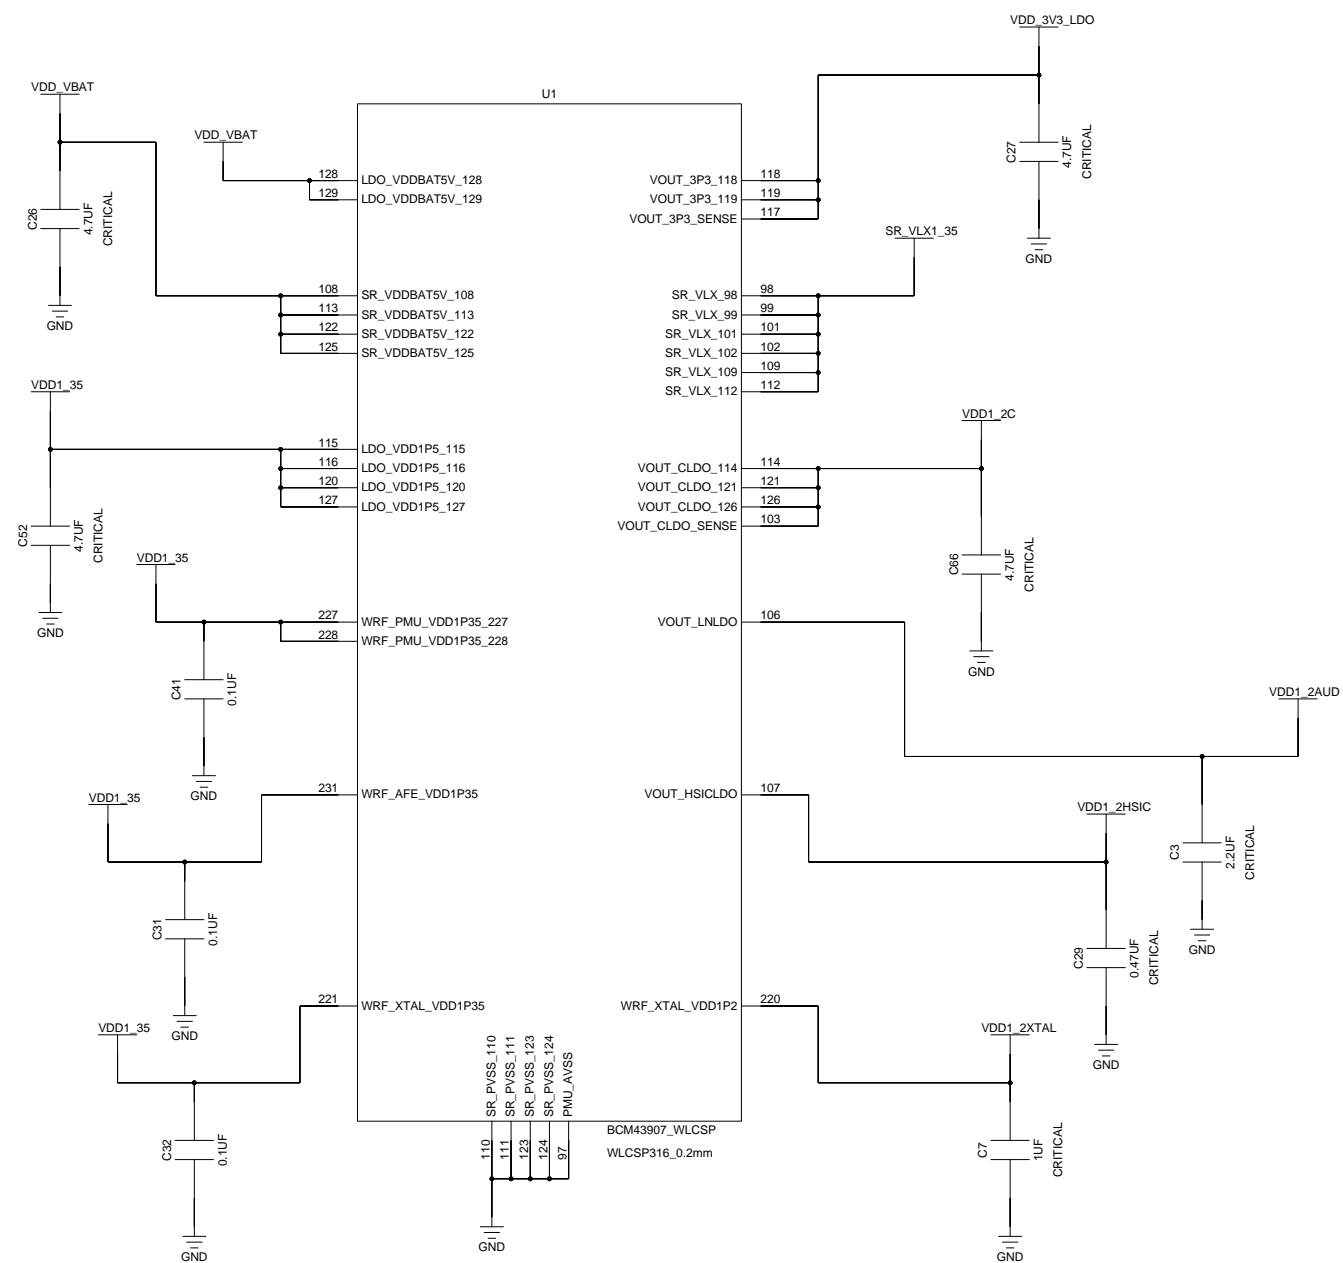 VDD_3V3_LDO
VDD_VBAT
U1
C27
4.7UF
CRITICAL
VDD_VBAT
128 LDO_VDDBAT5V_128
VOUT_3P3_118 118
129 LDO_VDDBAT5V_129
VOUT_3P3_119 119
VOUT_3P3_SENSE 117
C26
4.7UF
CRITICAL
SR_VLX1_35
GND
108 SR_VDDBAT5V_108
SR_VLX_98 98
113 SR_VDDBAT5V_113
SR_VLX_99 99
GND
122 SR_VDDBAT5V_122
SR_VLX_101 101
125 SR_VDDBAT5V_125
SR_VLX_102 102
SR_VLX_109 109
VDD1_35
SR_VLX_112 112
VDD1_2C
115 LDO_VDD1P5_115
116 LDO_VDD1P5_116
VOUT_CLDO_114 114
120 LDO_VDD1P5_120
VOUT_CLDO_121 121
127 LDO_VDD1P5_127
VOUT_CLDO_126 126
VOUT_CLDO_SENSE 103
C52
4.7UF
CRITICAL
VDD1_35
C66
4.7UF
CRITICAL
GND
227 WRF_PMU_VDD1P35_227
VOUT_LNLDO 106
228 WRF_PMU_VDD1P35_228
GND
C41
0.1UF
VDD1_2AUD
GND
231 WRF_AFE_VDD1P35
VOUT_HSICLDO 107
VDD1_35
VDD1_2HSIC
C3
2.2UF
CRITICAL
C31
0.1UF
GND
C29
0.47UF
CRITICAL
221 WRF_XTAL_VDD1P35
WRF_XTAL_VDD1P2 220
GND
VDD1_35
VDD1_2XTAL
GND
SR_PVSS_110
SR_PVSS_111
SR_PVSS_123
SR_PVSS_124
PMU_AVSS
BCM43907_WLCSP
WLCSP316_0.2mm
110
111
123
124
97
C32
0.1UF
C7
1UF
CRITICAL
GND
GND
GND